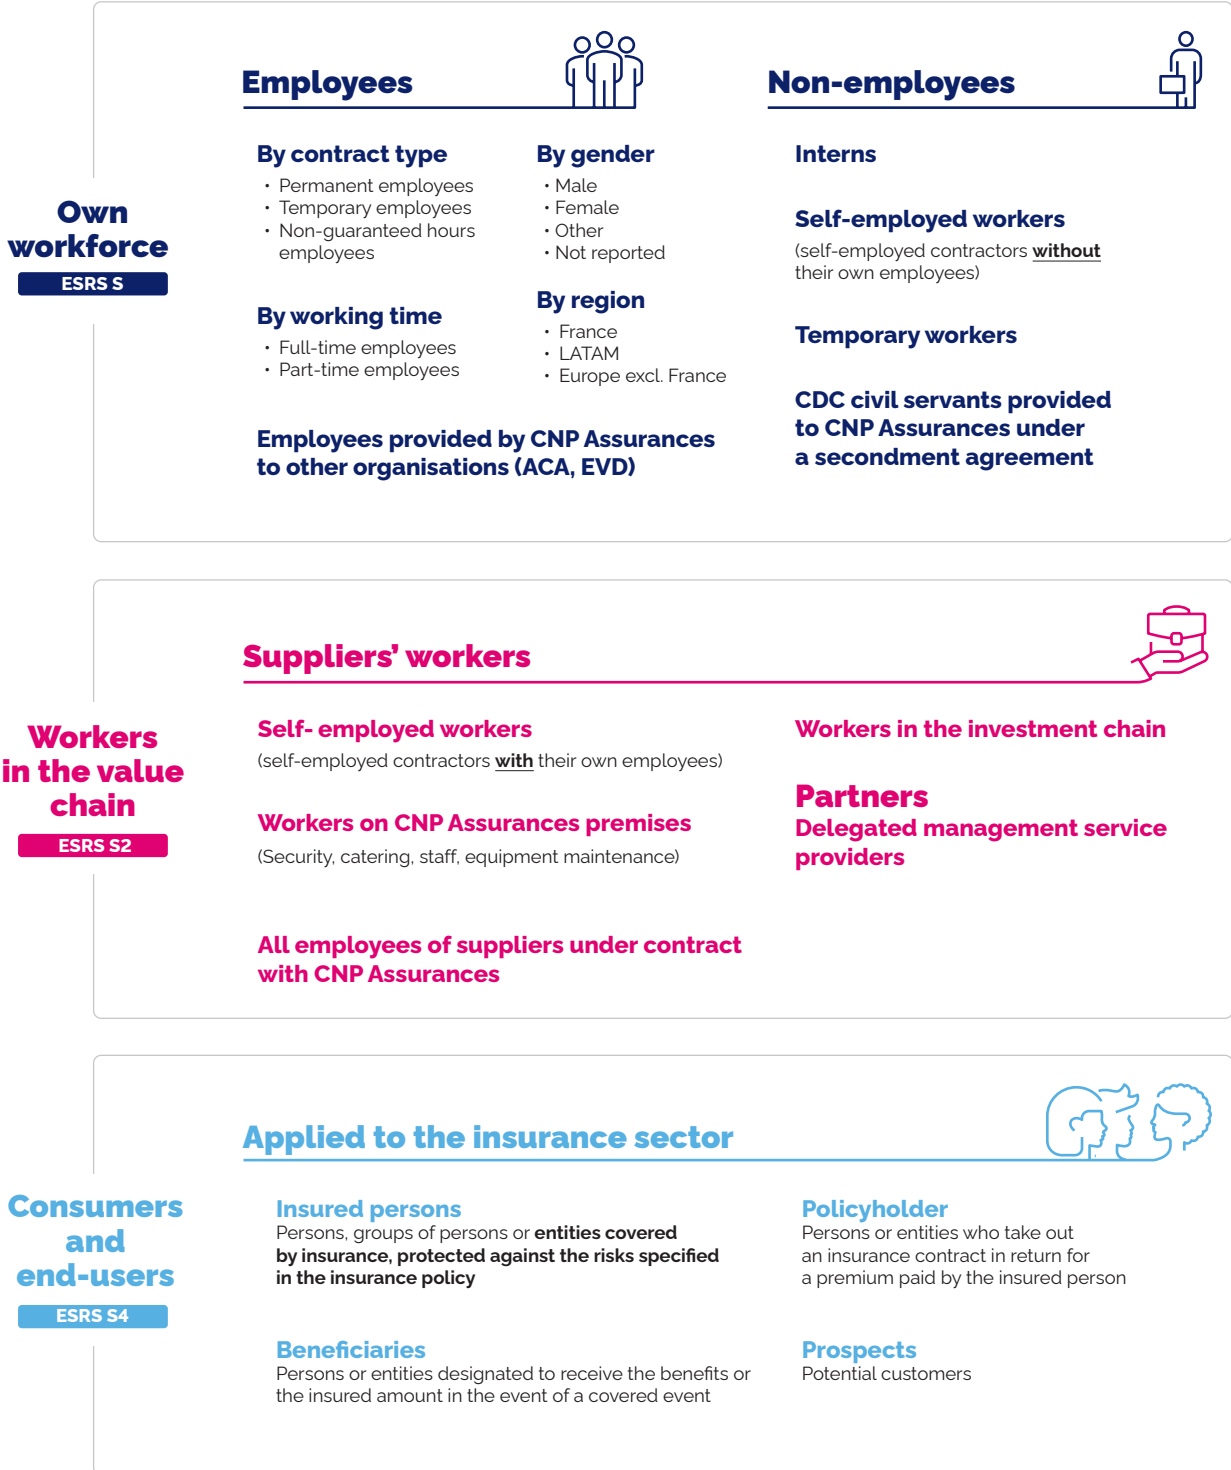 Own
workforce
ESRS S
Employees
By contract type
• Permanent employees
• Temporary employees
• Non-guaranteed hours
employees
By working time
• Full-time employees
• Part-time employees
By gender
• Male
• Female
• Other
• Not reported
By region
• France
• LATAM
• Europe excl. France
Employees provided by CNP Assurances
to other organisations (ACA, EVD)
Non-employees
Interns
Self-employed workers
(self-employed contractors without
their own employees)
Temporary workers
CDC civil servants provided
to CNP Assurances under
a secondment agreement
Workers
in the value
chain
ESRS S2
Suppliers’ workers
Self- employed workers
(self-employed contractors with their own employees)
Workers on CNP Assurances premises
(Security, catering, staff, equipment maintenance)
All employees of suppliers under contract
with CNP Assurances
Workers in the investment chain
Partners
Delegated management service
providers
Consumers
and
end-users
ESRS S4
Applied to the insurance sector
Insured persons
Persons, groups of persons or entities covered
by insurance, protected against the risks specified
in the insurance policy
Beneficiaries
Persons or entities designated to receive the benefits or
the insured amount in the event of a covered event
Policyholder
Persons or entities who take out
an insurance contract in return for
a premium paid by the insured person
Prospects
Potential customers